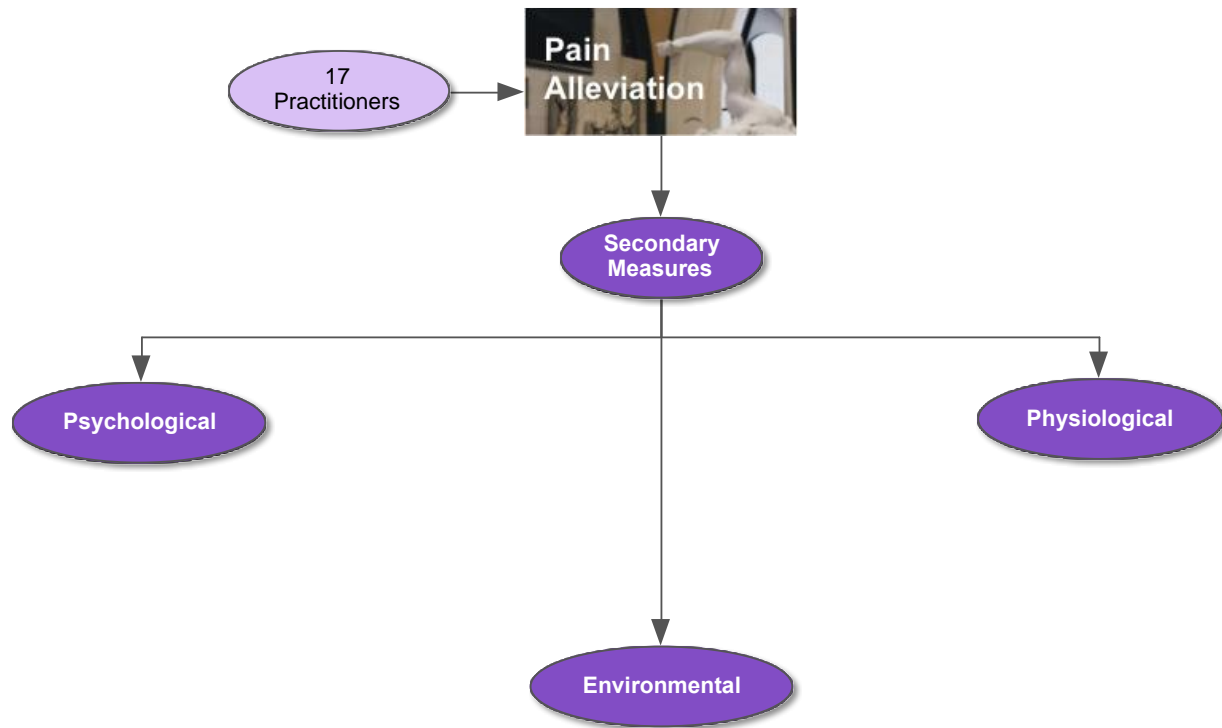 17
Practitioners
Pain
Alleviation
Secondary
Measures
Psychological
Physiological
Environmental